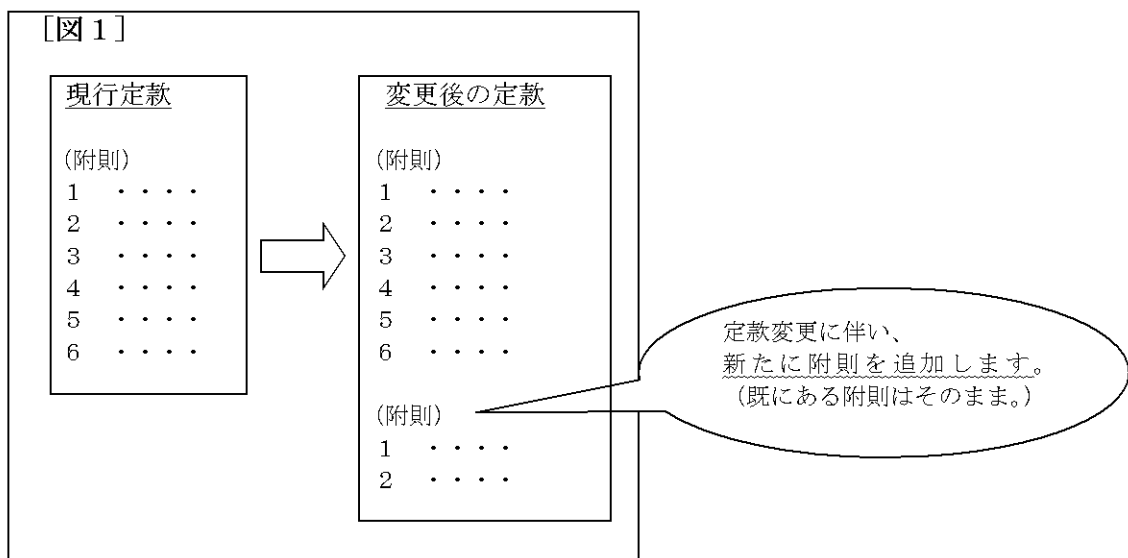 ［図１］
現行定款
(附則)
1 ・・・・
2 ・・・・
3 ・・・・
4 ・・・・
5 ・・・・
6 ・・・・
変更後の定款
(附則)
1 ・・・・
2 ・・・・
3 ・・・・
4 ・・・・
5 ・・・・
6 ・・・・
(附則)
1 ・・・・
2 ・・・・
定款変更に伴い、
新たに附則を追加します。
（既にある附則はそのまま。）